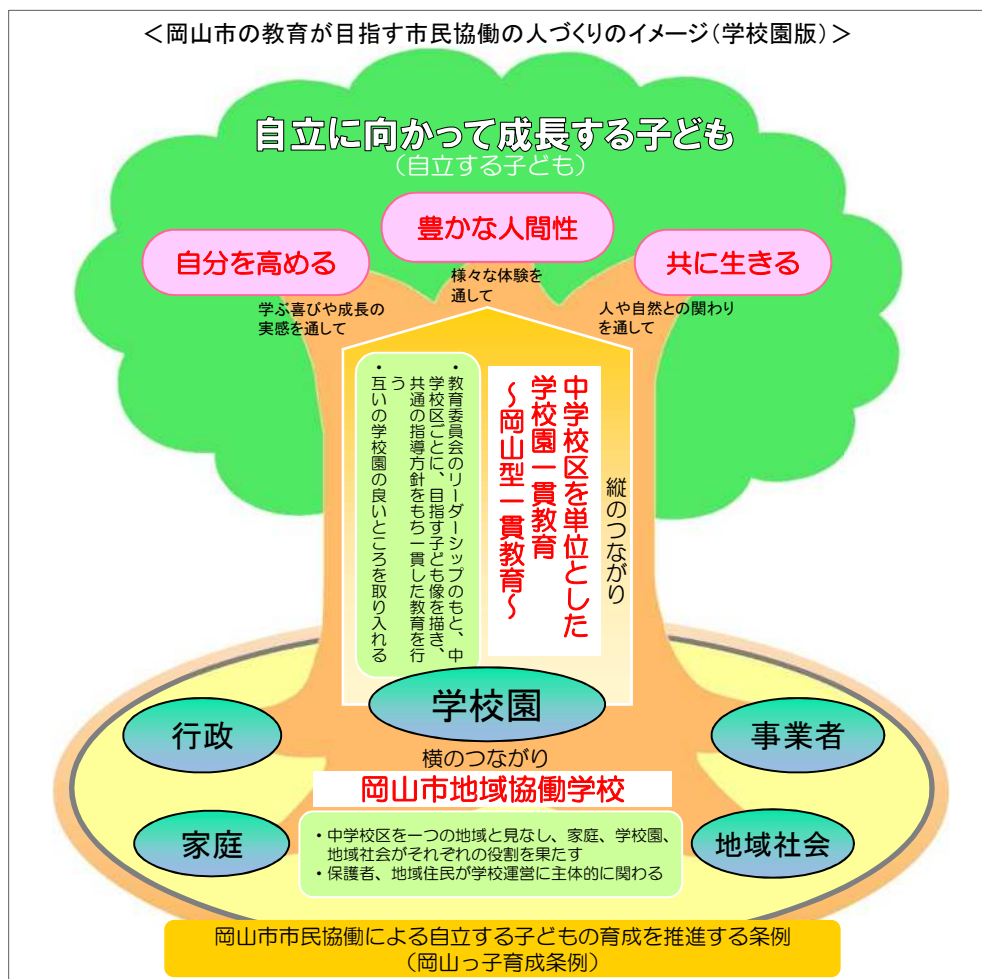 ＜岡山市の教育が目指す市民協働の人づくりのイメージ（学校園版）＞
自立に向かって成長する子ども
（自立する子ども）
豊かな人間性
自分を高める
共に生きる
様々な体験を
通して
学ぶ喜びや成長の
実感を通して
人や自然との関わり
を通して
縦のつながり
中学校区を単位とした
学校園一貫教育
～岡山型一貫教育～
・教育委員会のリーダーシップのもと、中
学校区ごとに、目指す子ども像を描き、
共通の指導方針をもち一貫した教育を行
う
・互いの学校園の良いところを取り入れる
学校園
行政
事業者
横のつながり
岡山市地域協働学校
家庭
地域社会
・中学校区を一つの地域と見なし、家庭、学校園、
地域社会がそれぞれの役割を果たす
・保護者、地域住民が学校運営に主体的に関わる
岡山市市民協働による自立する子どもの育成を推進する条例
（岡山っ子育成条例）